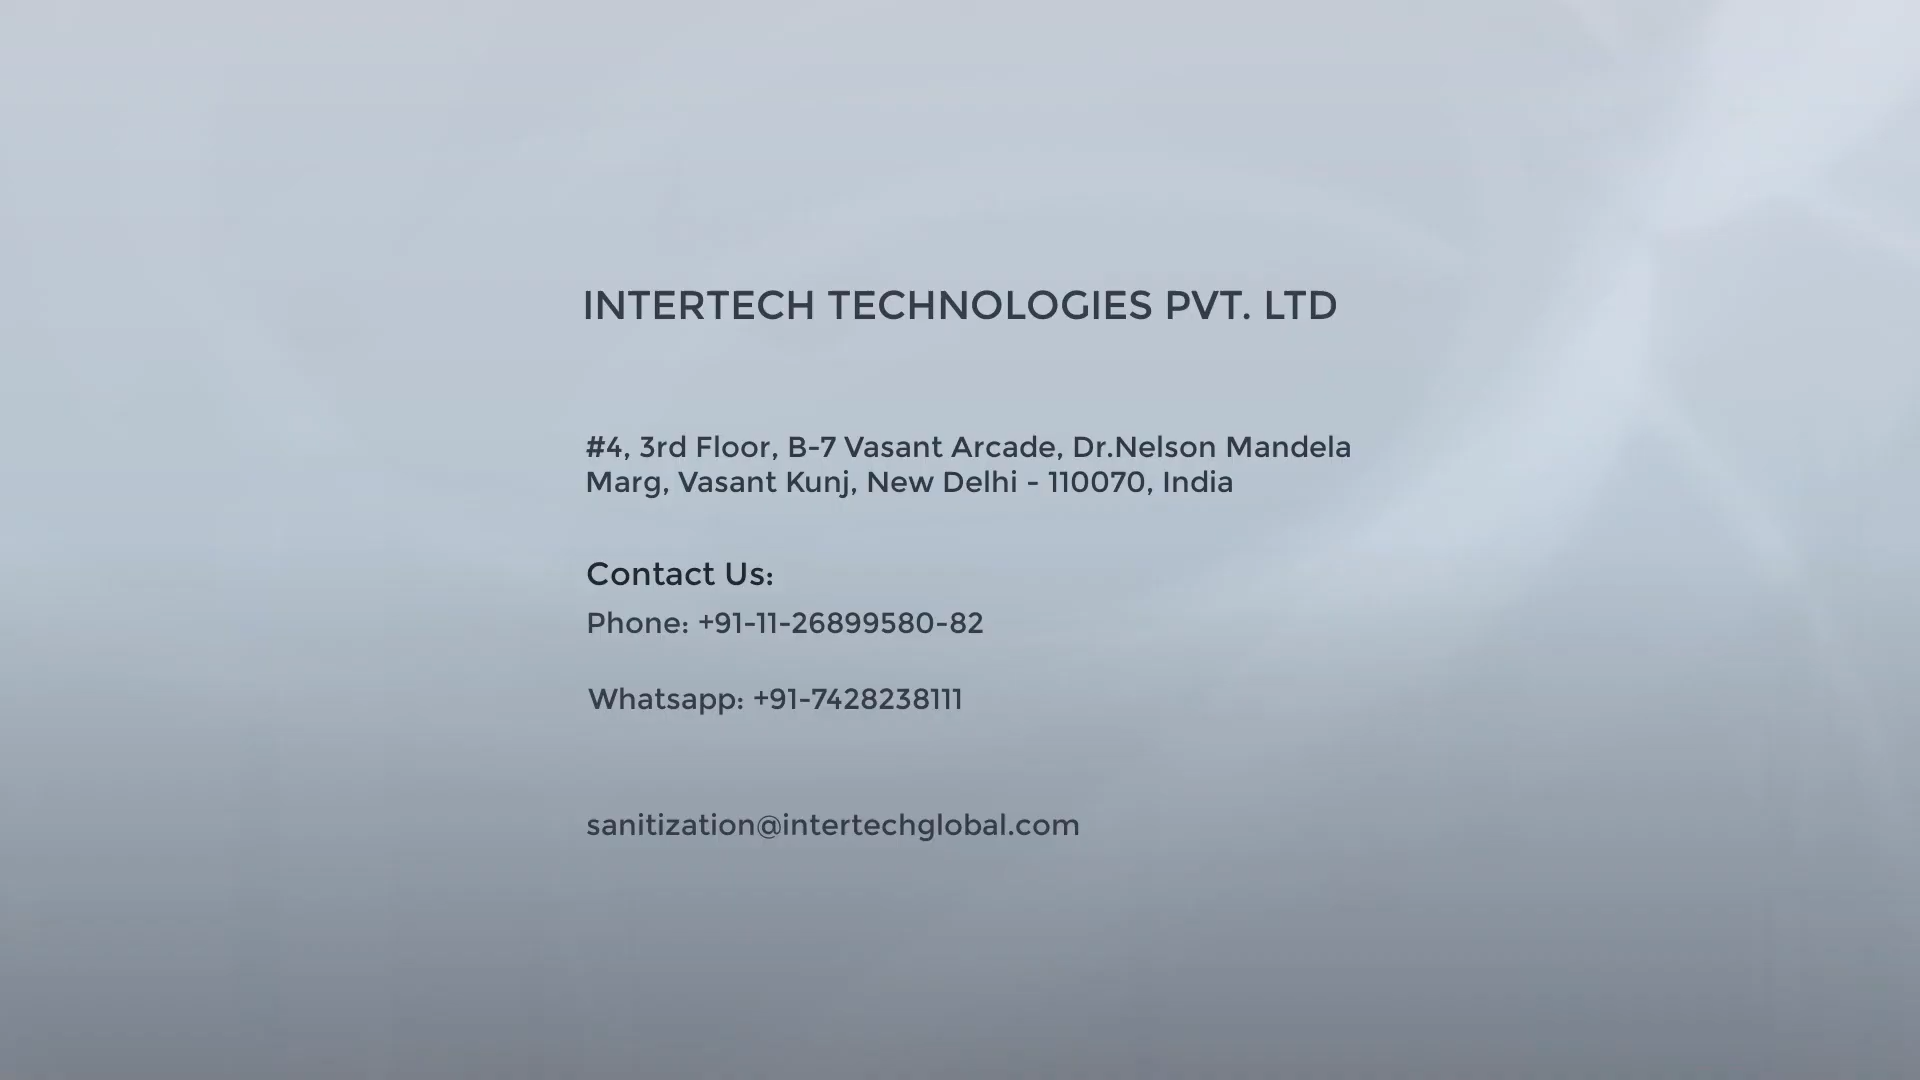 INTERTECH TECHNOLOGIES PVT. LTD
#4, 3rd Floor, B-7 Vasant Arcade, Dr.Nelson Mandela
Marg, Vasant Kunj, New Delhi - 110070, India
Contact Us:
Phone: +91-11-26899580-82
Whatsapp: +91-7428238111
sanitization@intertechglobal.com